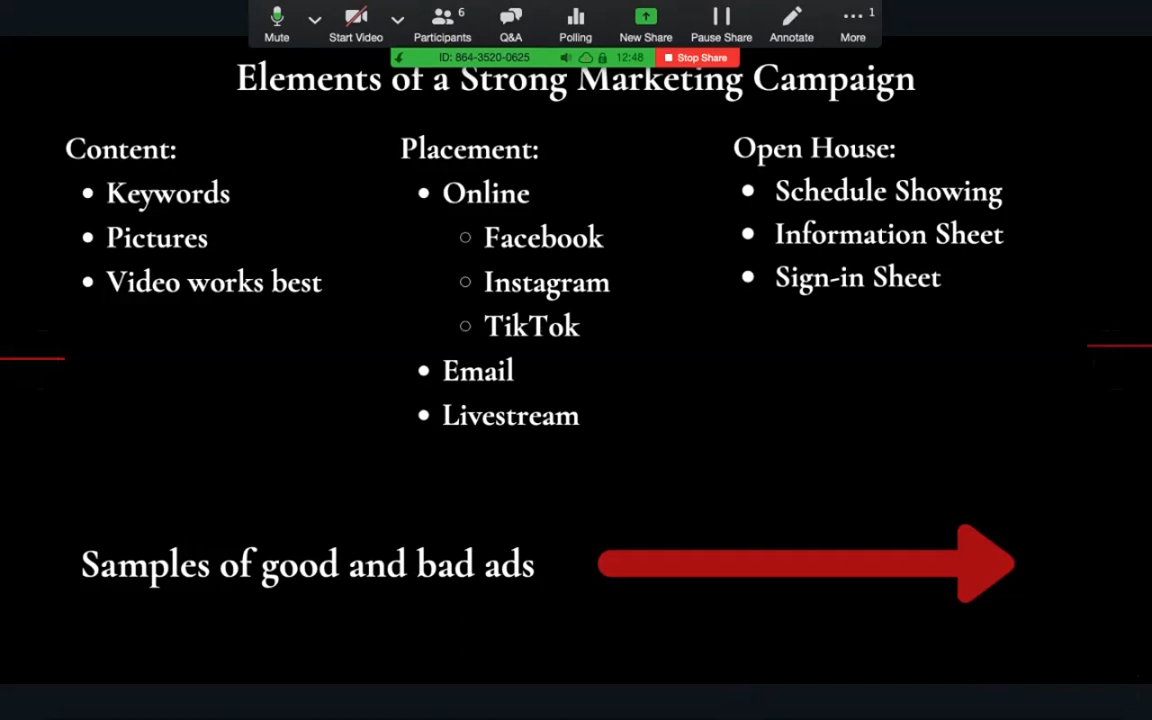 6
1
Mute
Start Video
Participants
Q&A
Polling
New Share
Pause Share
Annotate
More
ID: 864-3520-0625
12:48
Stop Share
Elements of a Strong Marketing Campaign
Content:
• Keywords
• Pictures
• Video works best
Placement:
• Online
○ Facebook
○ Instagram
○ TikTok
• Email
• Livestream
Open House:
• Schedule Showing
• Information Sheet
• Sign-in Sheet
Samples of good and bad ads